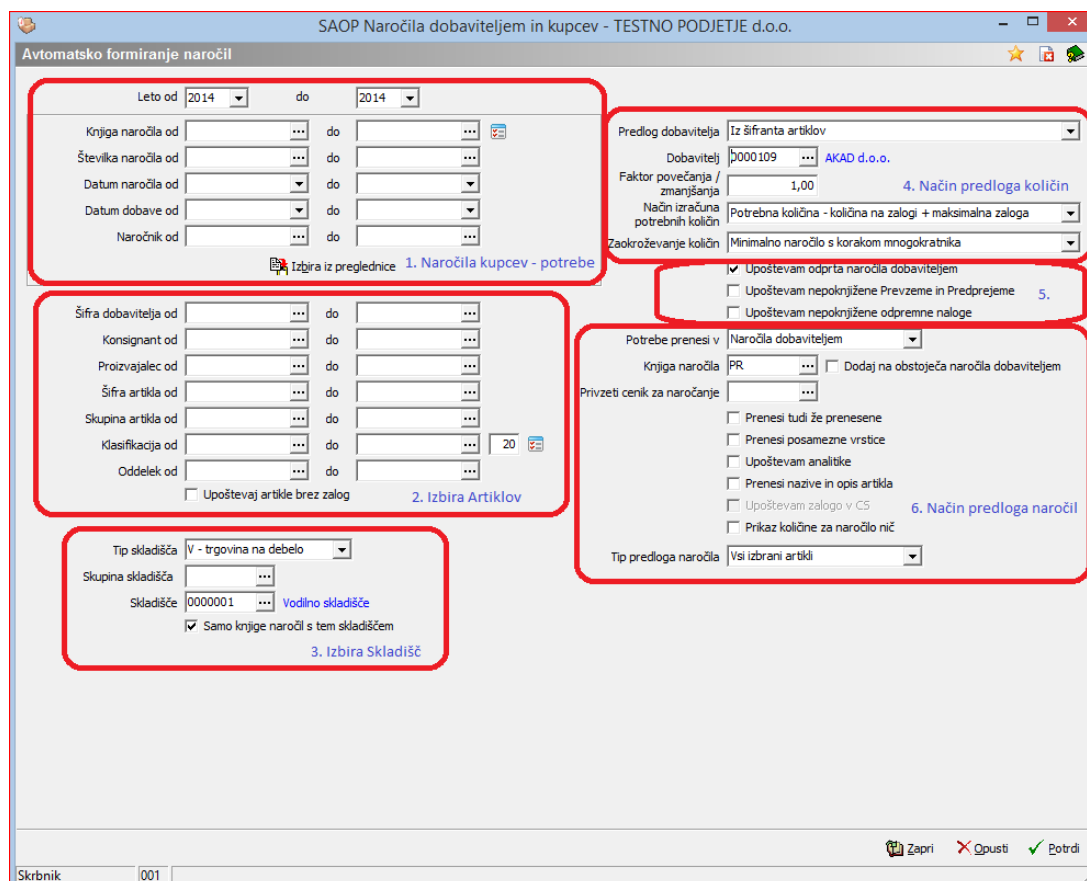 SAOP Naročila dobaviteljem in kupcev - TESTNO PODJETJE d.o.o.
Avtomatsko formiranje naročil
Leto od 2014 do 2014
Knjiga naročila od do
Številka naročila od do
Datum naročila od do
Datum dobave od do
Naročnik od do
Izbira iz preglednice 1. Naročila kupcev - potrebe
Šifra dobavitelja od do
Konsignant od do
Proizvajalec od do
Šifra artikla od do
Skupina artikla od do
Klasifikacija od do 20
Oddelek od do
Upoštevaj artikle brez zalog 2. Izbira Artiklov
Tip skladišča V - trgovina na debelo
Skupina skladišča
Skladišče 0000001 Vodilno skladišče
Samo knjige naročil s tem skladiščem
3. Izbira Skladišč
Predlog dobavitelja Iz šifranta artiklov
Dobavitelj 0000109 AKAD d.o.o.
Faktor povečanja /
zmanjšanja 1,00 4. Način predloga količin
Način izračuna
potrebnih količin Potrebna količina - količina na zalogi + maksimalna zaloga
Zaokroževanje količin Minimalno naročilo s korakom mnogokratnika
Upoštevam odprta naročila dobaviteljem
Upoštevam nepoknjižene Prevzeme in Predprejeme 5.
Upoštevam nepoknjižene odpremne naloge
Potrebe prenesi v Naročila dobaviteljem
Knjiga naročila PR Dodaj na obstoječa naročila dobaviteljem
Privzeti cenik za naročanje
Prenesi tudi že prenesene
Prenesi posamezne vrstice
Upoštevam analitike
Prenesi nazive in opis artikla
Upoštevam zalogo v CS 6. Način predloga naročil
Prikaz količine za naročilo nič
Tip predloga naročila Vsi izbrani artikli
Zapri Opusti Potrdi
Skrbnik 001